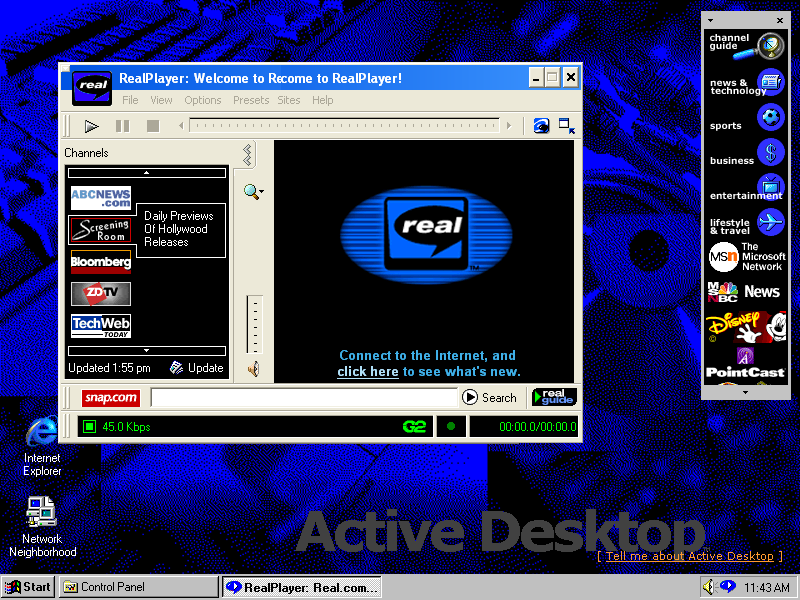 real
RealPlayer: Welcome to Rccome to RealPlayer!
File View Options Presets Sites Help
Channels
ABCNEWS
.com
Screening
Room
Bloomberg
ZDTV
TechWeb
TODAY
Daily Previews
Of Hollywood
Releases
Updated 1:55 pm
Update
real
TM
Connect to the Internet, and
click here to see what's new.
snap.com
Search
real
guide
45.0 Kbps
G2
00:00.0/00:00.0
channel
guide
news &
technology
sports
business
entertainment
lifestyle
& travel
MSN
The
Microsoft
Network
MSNBC News
Disney
©
PointCast
Internet
Explorer
Network
Neighborhood
Active Desktop
[ Tell me about Active Desktop ]
Start
Control Panel
RealPlayer: Real.com...
11:43 AM